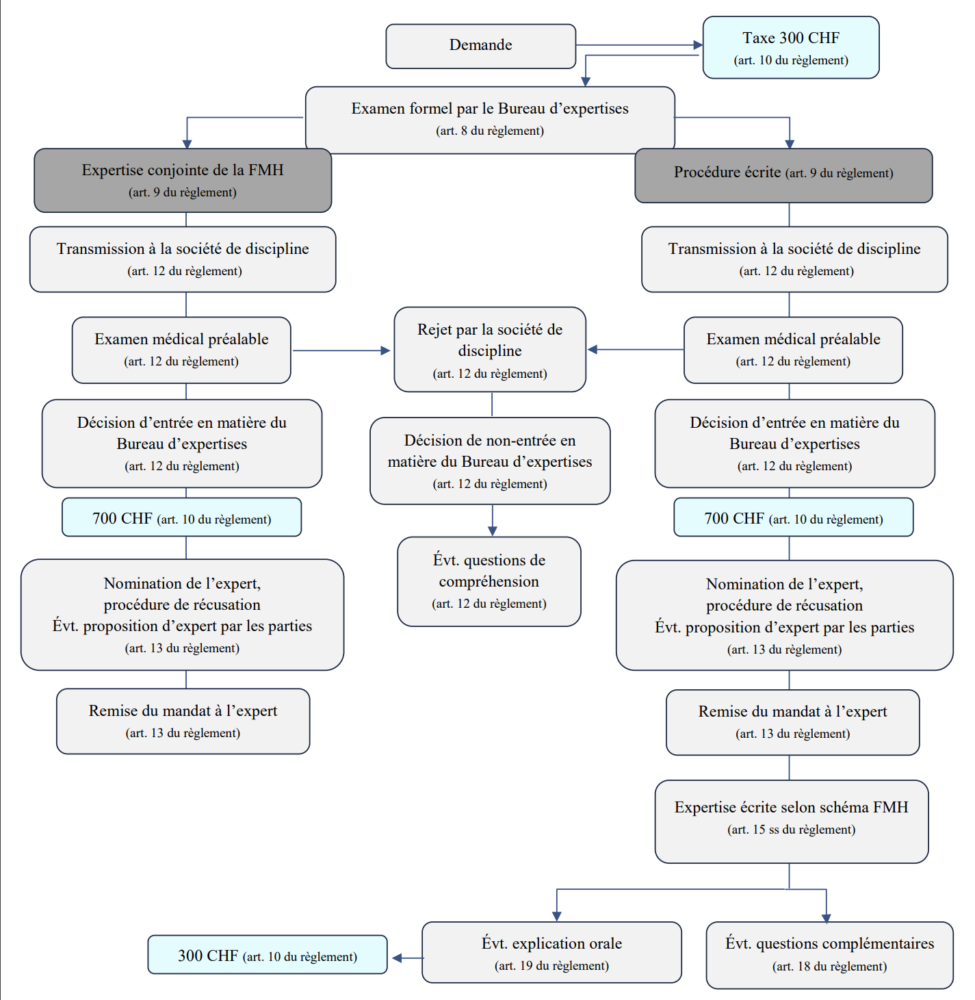 Demande
Taxe 300 CHF
(art. 10 du règlement)
Examen formel par le Bureau d’expertises
(art. 8 du règlement)
Expertise conjointe de la FMH
(art. 9 du règlement)
Procédure écrite (art. 9 du règlement)
Transmission à la société de discipline
(art. 12 du règlement)
Transmission à la société de discipline
(art. 12 du règlement)
Examen médical préalable
(art. 12 du règlement)
Rejet par la société de
discipline
(art. 12 du règlement)
Examen médical préalable
(art. 12 du règlement)
Décision d’entrée en matière du
Bureau d’expertises
(art. 12 du règlement)
Décision de non-entrée en
matière du Bureau d’expertises
(art. 12 du règlement)
Décision d’entrée en matière du
Bureau d’expertises
(art. 12 du règlement)
700 CHF (art. 10 du règlement)
700 CHF (art. 10 du règlement)
Évt. questions de
compréhension
(art. 12 du règlement)
Nomination de l’expert,
procédure de récusation
Évt. proposition d’expert par les parties
(art. 13 du règlement)
Nomination de l’expert,
procédure de récusation
Évt. proposition d’expert par les parties
(art. 13 du règlement)
Remise du mandat à l’expert
(art. 13 du règlement)
Remise du mandat à l’expert
(art. 13 du règlement)
Expertise écrite selon schéma FMH
(art. 15 ss du règlement)
300 CHF (art. 10 du règlement)
Évt. explication orale
(art. 19 du règlement)
Évt. questions complémentaires
(art. 18 du règlement)